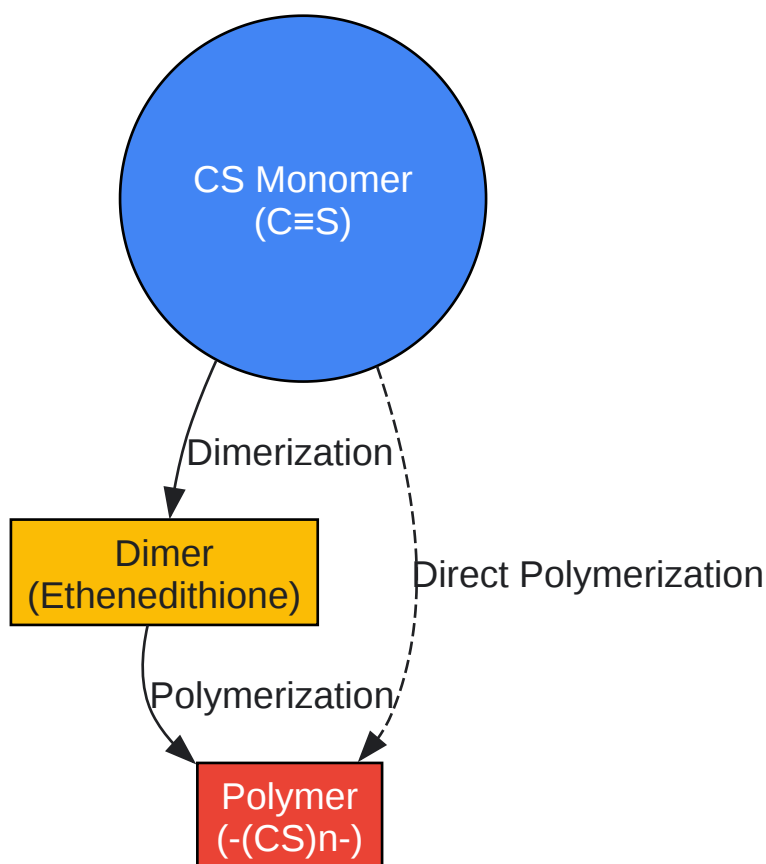 CS Monomer
(C≡S)
Dimerization
Dimer
(Ethenedithione)
Direct Polymerization
Polymerization
Polymer
(-(CS)n-)